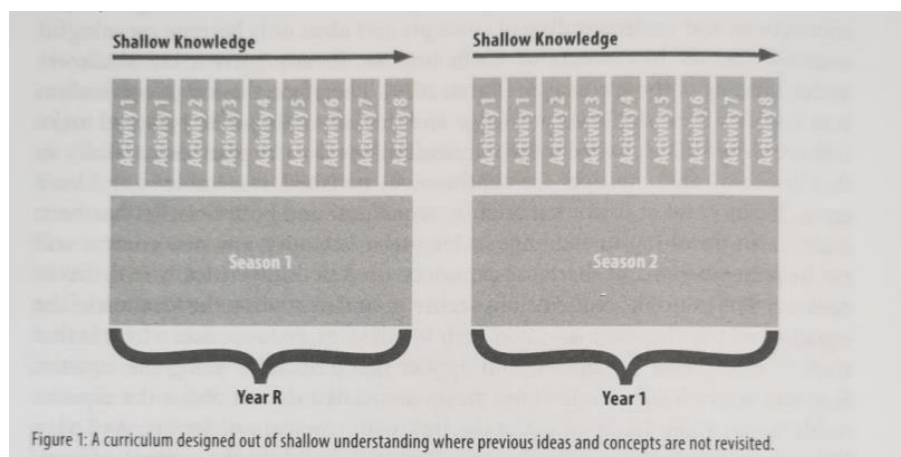 Shallow Knowledge
Activity 1
Activity 1
Activity 2
Activity 3
Activity 4
Activity 5
Activity 6
Activity 7
Activity 8
Season 1
Year R
Shallow Knowledge
Activity 1
Activity 1
Activity 2
Activity 3
Activity 4
Activity 5
Activity 6
Activity 7
Activity 8
Season 2
Year 1
Figure 1: A curriculum designed out of shallow understanding where previous ideas and concepts are not revisited.